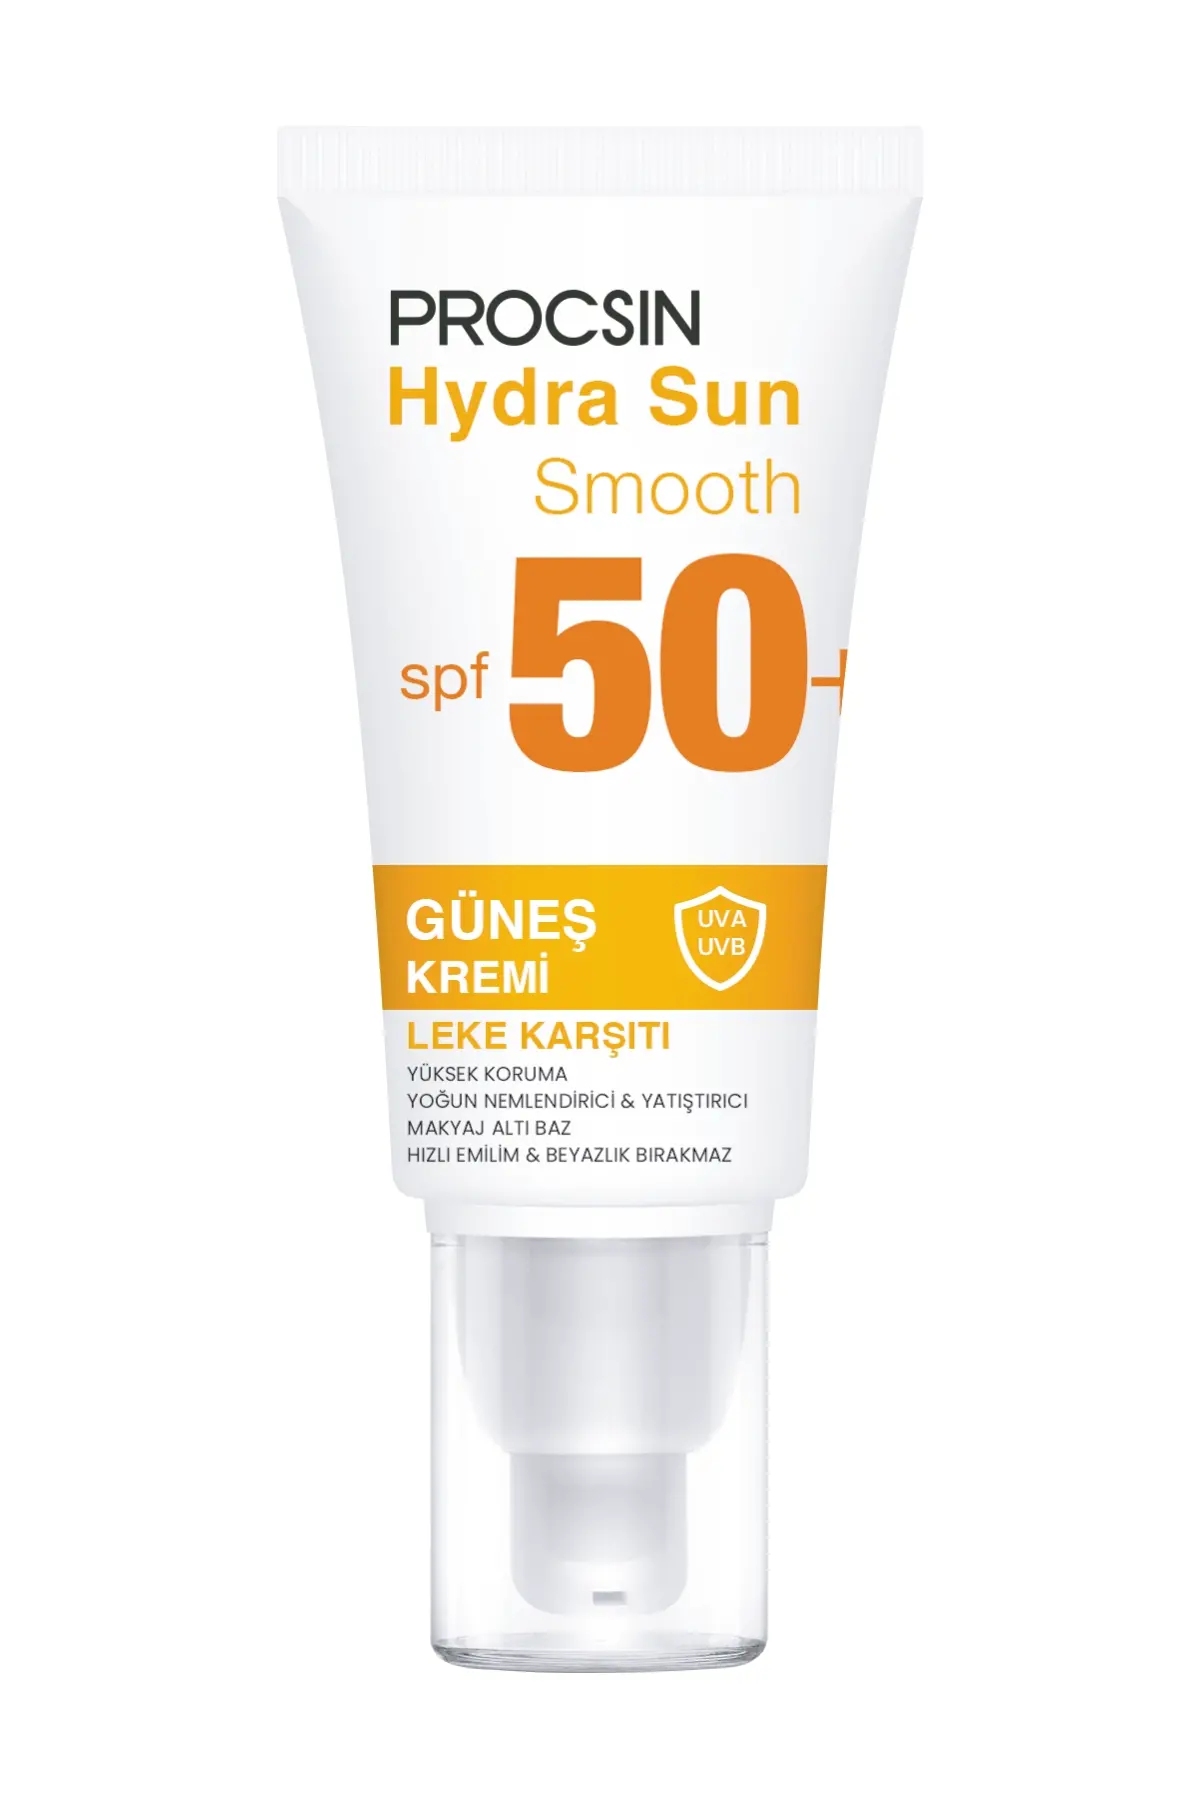 PROCSIN
Hydra Sun
Smooth
spf 50+
GÜNEŞ
KREMİ
UVA
UVB
LEKE KARŞITI
YÜKSEK KORUMA
YOĞUN NEMLENDİRİCİ & YATIŞTIRICI
MAKYAJ ALTI BAZ
HIZLI EMİLİM & BEYAZLIK BIRAKMAZ